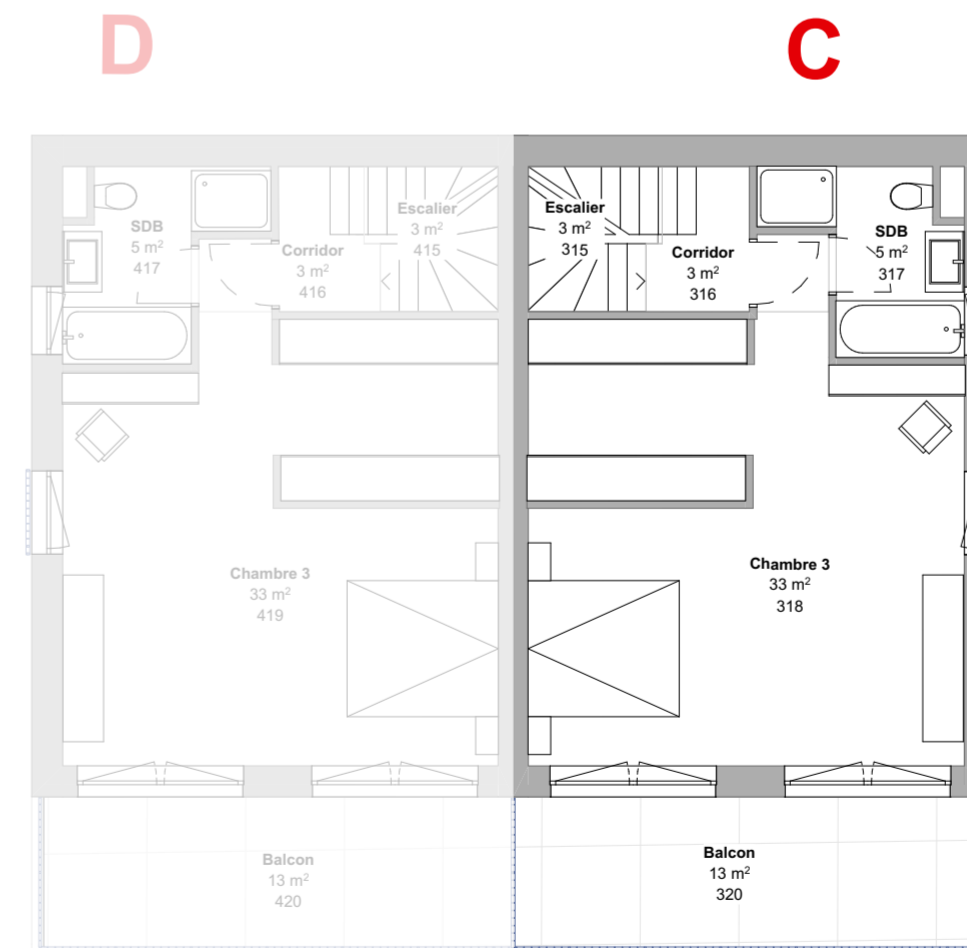 D
C
SDB
5 m²
417
Corridor
3 m²
416
Escalier
3 m²
415
Escalier
3 m²
315
Corridor
3 m²
316
SDB
5 m²
317
Chambre 3
33 m²
419
Chambre 3
33 m²
318
Balcon
13 m²
420
Balcon
13 m²
320